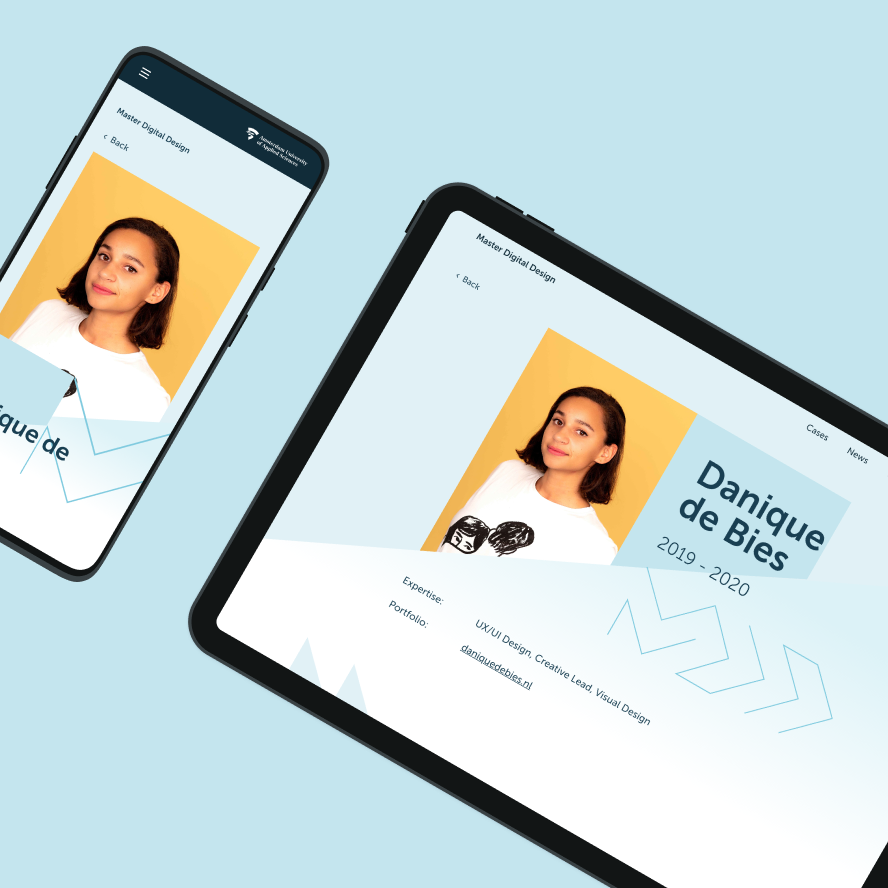 Amsterdam University
of Applied Sciences
Master Digital Design
‹ Back
ique de
Master Digital Design
‹ Back
Cases
News
Danique
de Bies
2019 - 2020
Expertise:
UX/UI Design, Creative Lead, Visual Design
Portfolio:
daniquedebies.nl